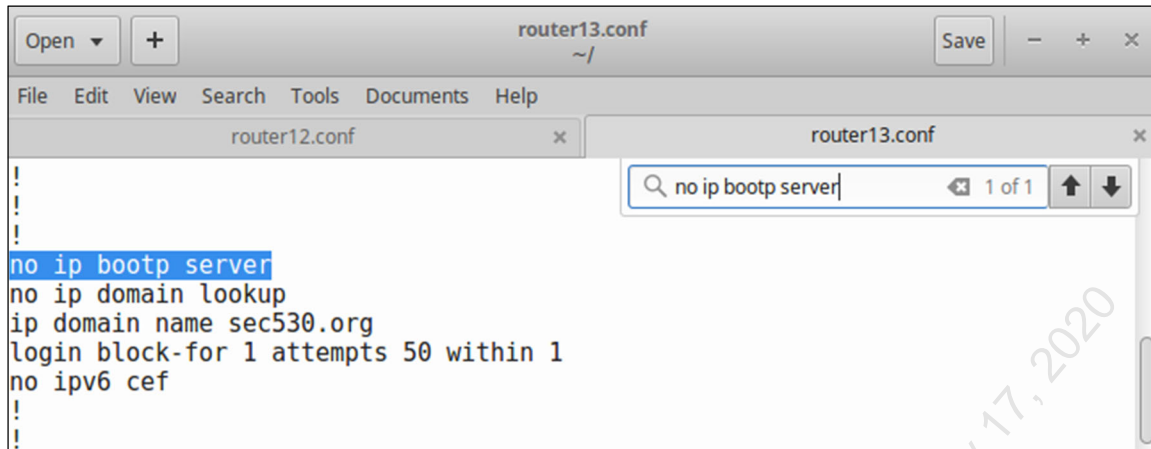 Open
router13.conf
~/
Save
File Edit View Search Tools Documents Help
router12.conf
router13.conf
no ip bootp server
1 of 1
!
!
!
no ip bootp server
no ip domain lookup
ip domain name sec530.org
login block-for 1 attempts 50 within 1
no ipv6 cef
!
!
17, 2020